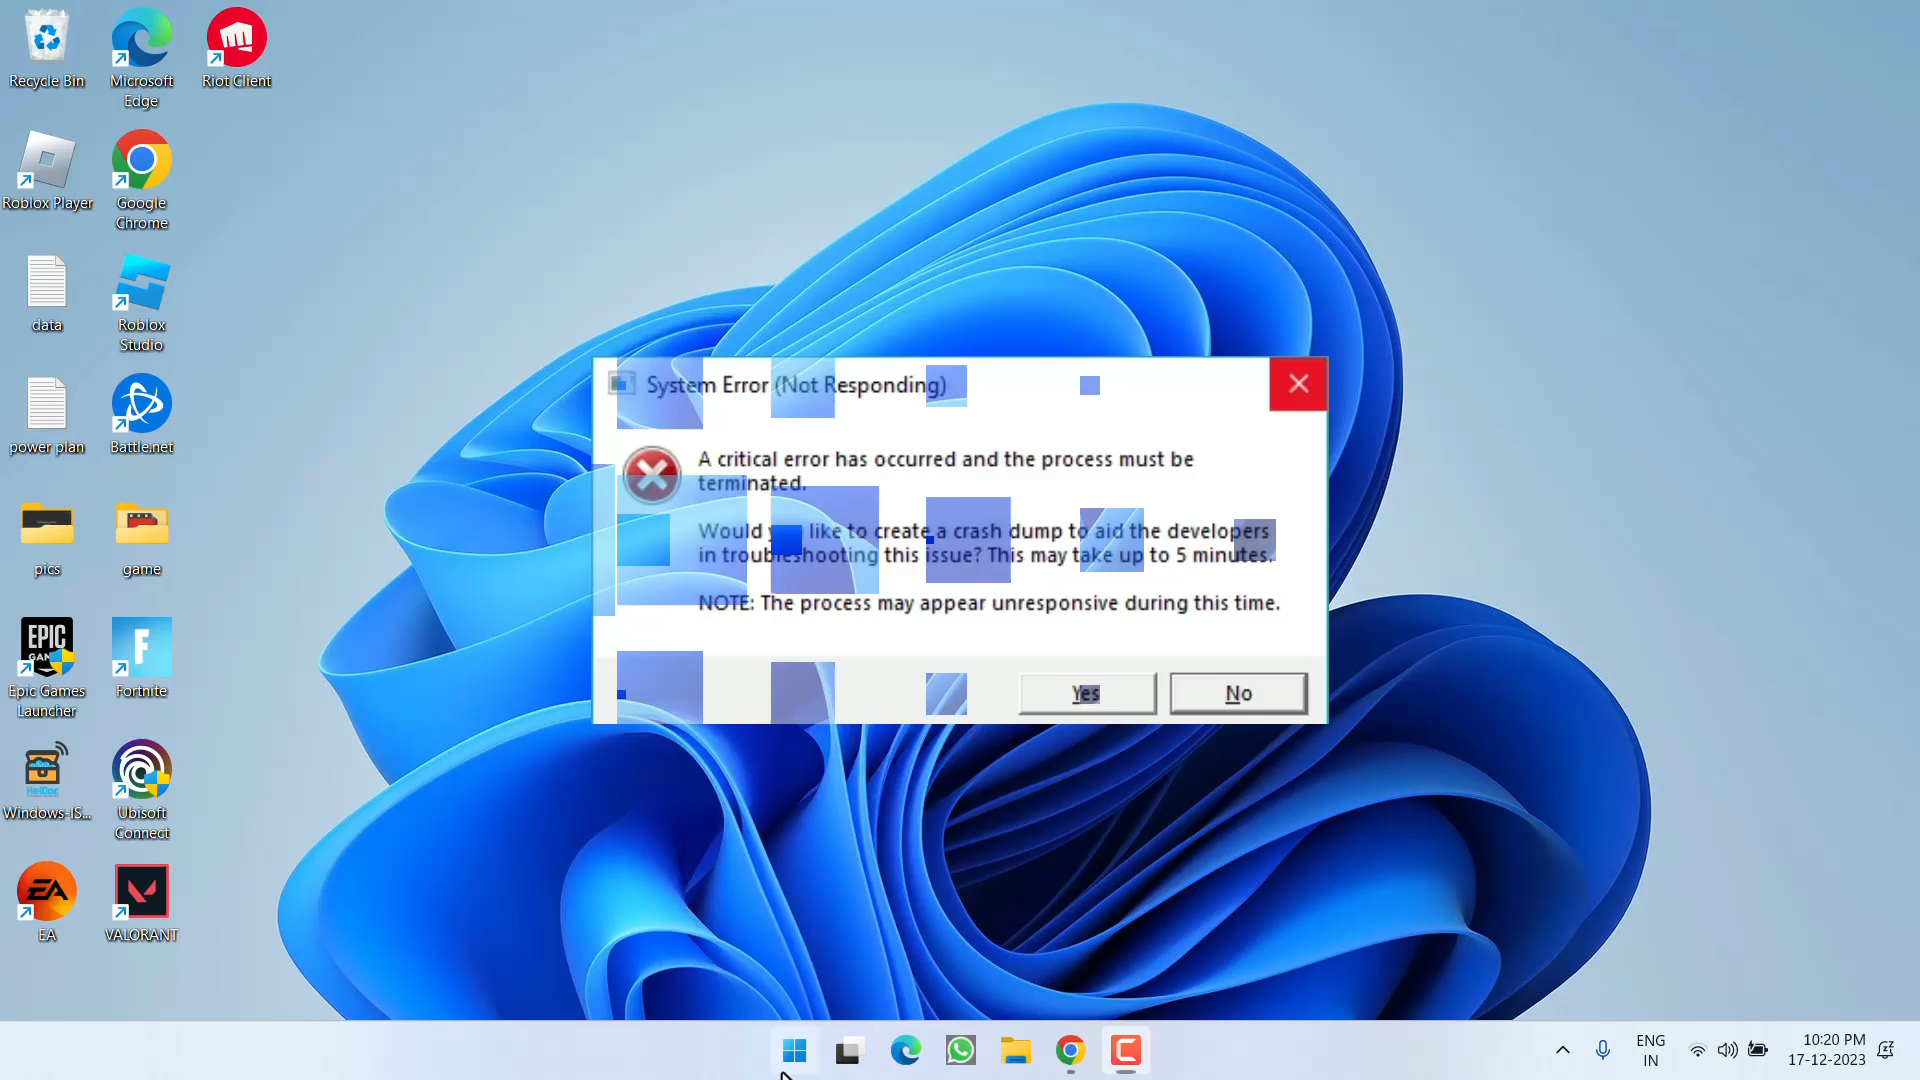 Recycle Bin
Microsoft
Edge
Riot Client
Roblox Player
Google
Chrome
data
Roblox
Studio
power plan
Battle.net
pics
game
EPIC
Epic Games
Launcher
F
Fortnite
HeiDoc
Windows-IS...
Ubisoft
Connect
EA
EA
VALORANT
System Error (Not Responding)
A critical error has occurred and the process must be
terminated.
Would you like to create a crash dump to aid the developers
in troubleshooting this issue? This may take up to 5 minutes.
NOTE: The process may appear unresponsive during this time.
Yes
No
ENG
IN
10:20 PM
17-12-2023